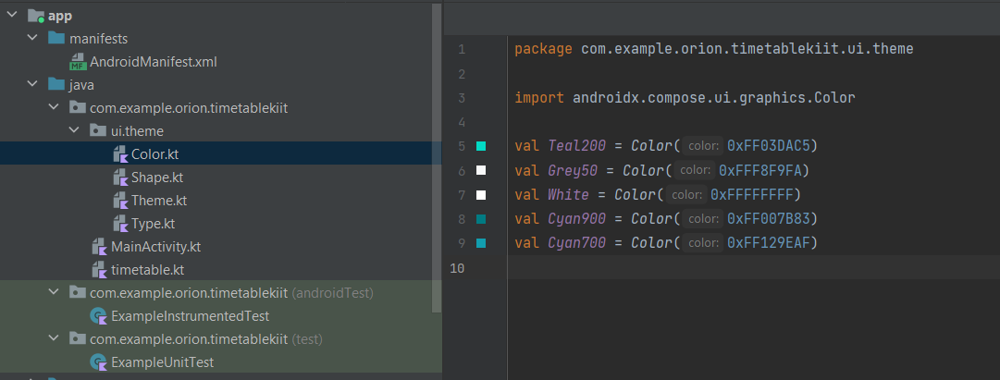 app
manifests
AndroidManifest.xml
java
com.example.orion.timetablekiit
ui.theme
Color.kt
Shape.kt
Theme.kt
Type.kt
MainActivity.kt
timetable.kt
com.example.orion.timetablekiit (androidTest)
ExampleInstrumentedTest
com.example.orion.timetablekiit (test)
ExampleUnitTest
1 package com.example.orion.timetablekiit.ui.theme
2
3 import androidx.compose.ui.graphics.Color
4
5 val Teal200 = Color( color: 0xFF03DAC5)
6 val Grey50 = Color( color: 0xFFF8F9FA)
7 val White = Color( color: 0xFFFFFFFF)
8 val Cyan900 = Color( color: 0xFF007B83)
9 val Cyan700 = Color( color: 0xFF129EAF)
10